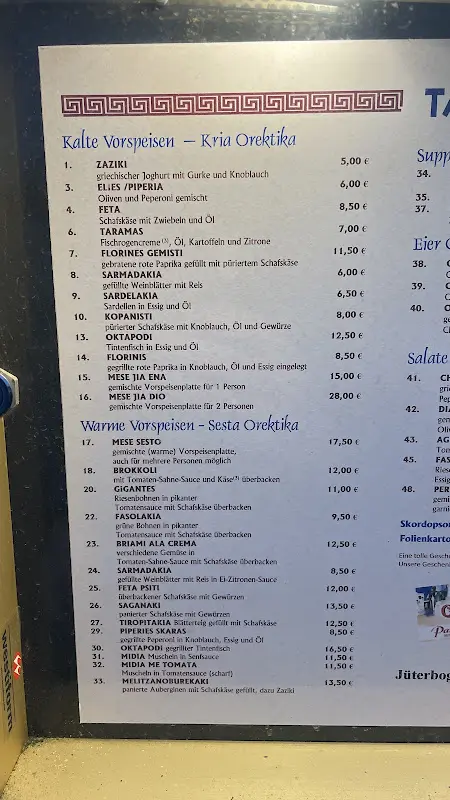 Kalte Vorspeisen – Kria Orektika
1. ZAZIKI 5,00 €
griechischer Joghurt mit Gurke und Knoblauch
3. ELIES /PIPERIA 6,00 €
Oliven und Peperoni gemischt
4. FETA 8,50 €
Schafskäse mit Zwiebeln und Öl
6. TARAMAS 7,00 €
Fischrogencreme (3), Öl, Kartoffeln und Zitrone
7. FLORINES GEMISTI 11,50 €
gebratene rote Paprika gefüllt mit püriertem Schafskäse
8. SARMADAKIA 6,00 €
gefüllte Weinblätter mit Reis
9. SARDELAKIA 6,50 €
Sardellen in Essig und Öl
10. KOPANISTI 8,00 €
pürierter Schafskäse mit Knoblauch, Öl und Gewürze
13. OKTAPODI 12,50 €
Tintenfisch in Essig und Öl
14. FLORINIS 8,50 €
gegrillte rote Paprika in Knoblauch, Öl und Essig eingelegt
15. MESE JIA ENA 15,00 €
gemischte Vorspeisenplatte für 1 Person
16. MESE JIA DIO 28,00 €
gemischte Vorspeisenplatte für 2 Personen
Warme Vorspeisen - Sesta Orektika
17. MESE SESTO 17,50 €
gemischte (warme) Vorspeisenplatte,
auch für mehrere Personen möglich
18. BROKKOLI 12,00 €
mit Tomaten-Sahne-Sauce und Käse(7) überbacken
20. GiGANTES 11,00 €
Riesenbohnen in pikanter
Tomatensauce mit Schafskäse überbacken
22. FASOLAKIA 9,50 €
grüne Bohnen in pikanter
Tomatensauce mit Schafskäse überbacken
23. BRIAMI ALA CREMA 12,50 €
verschiedene Gemüse in
Tomaten-Sahne-Sauce mit Schafskäse überbacken
24. SARMADAKIA 8,50 €
gefüllte Weinblätter mit Reis in Ei-Zitronen-Sauce
25. FETA PSITI 12,00 €
überbackener Schafskäse mit Gewürzen
26. SAGANAKI 13,50 €
panierter Schafskäse mit Gewürzen
27. TIROPITAKIA Blätterteig gefüllt mit Schafskäse 12,50 €
29. PIPERIES SKARAS 8,50 €
gegrillte Peperoni in Knoblauch, Essig und Öl
30. OKTAPODI gegrillter Tintenfisch 16,50 €
31. MIDIA Muscheln in Senfsauce 11,50 €
32. MIDIA ME TOMATA 11,50 €
Muscheln in Tomatensauce (scharf)
33. MELITZANOBUREKAKI 13,50 €
panierte Auberginen mit Schafskäse gefüllt, dazu Zaziki
TA
Supp
34.
35.
37.
Eier
38.
39.
40.
Salate
41.
42.
43.
45.
48.
Skordopso
Folienkarto
Eine tolle Gesche
Unsere Geschen
Jüterbog